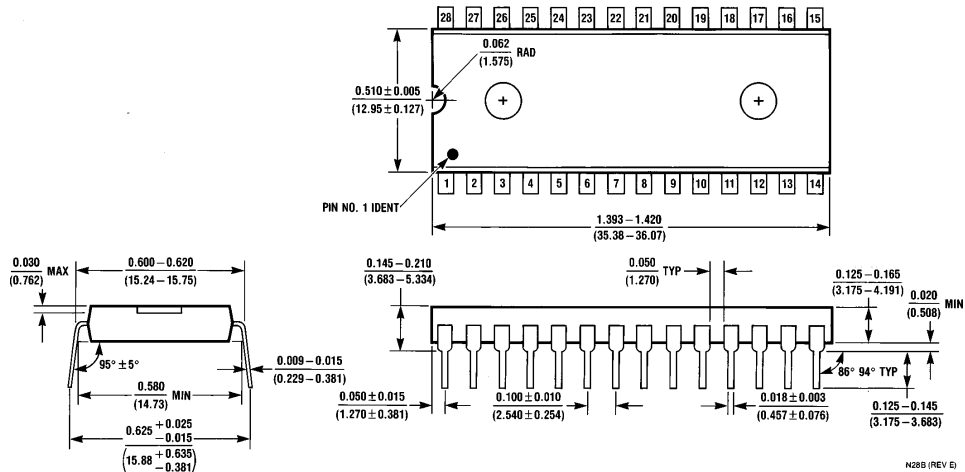 28 27 26 25 24 23 22 21 20 19 18 17 16 15
0.062
(1.575)
RAD
0.510 ± 0.005
(12.95 ± 0.127)
1 2 3 4 5 6 7 8 9 10 11 12 13 14
PIN NO. 1 IDENT
1.393 – 1.420
(35.38 – 36.07)
0.030
(0.762)
MAX
0.600 – 0.620
(15.24 – 15.75)
95° ±5°
0.580
(14.73)
MIN
0.009 – 0.015
(0.229 – 0.381)
0.625 + 0.025
– 0.015
(15.88 + 0.635
– 0.381)
0.145 – 0.210
(3.683 – 5.334)
0.050
(1.270)
TYP
0.125 – 0.165
(3.175 – 4.191)
0.020
(0.508)
MIN
86° 94° TYP
0.050 ± 0.015
(1.270 ± 0.381)
0.100 ± 0.010
(2.540 ± 0.254)
0.018 ± 0.003
(0.457 ± 0.076)
0.125 – 0.145
(3.175 – 3.683)
N28B (REV E)